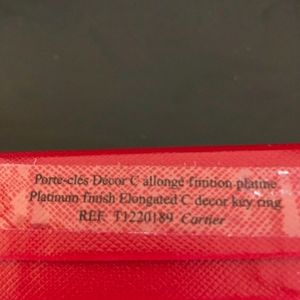 Porte-clés Décor C allongé finition platine
Platinum finish Elongated C decor key ring
REF. T1220189 Cartier